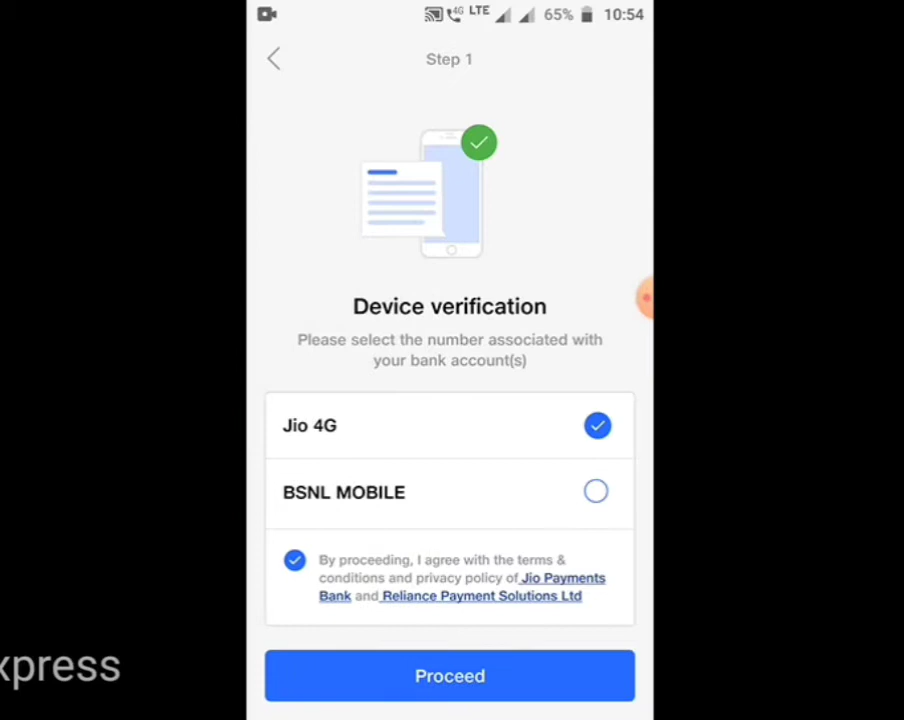 4G LTE 65% 10:54
Step 1
Device verification
Please select the number associated with
your bank account(s)
Jio 4G
BSNL MOBILE
By proceeding, I agree with the terms &
conditions and privacy policy of Jio Payments
Bank and Reliance Payment Solutions Ltd
xpress
Proceed